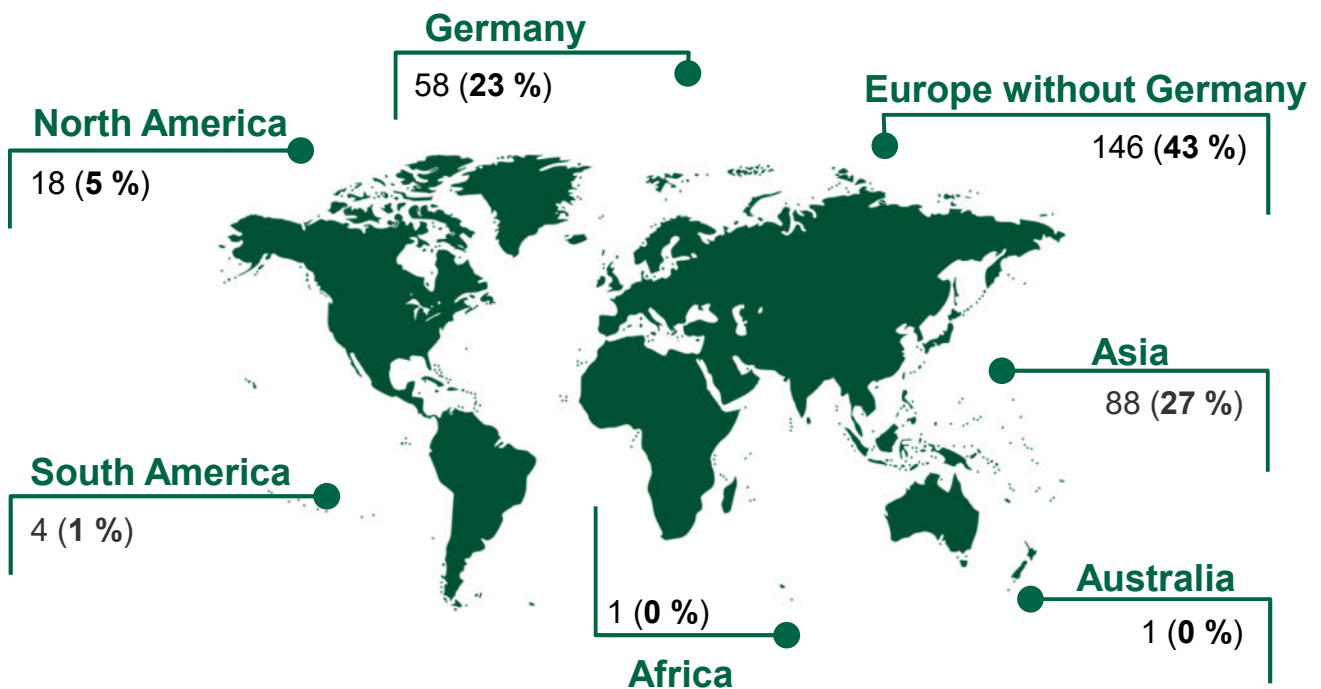 Germany
58 (23 %)
Europe without Germany
146 (43 %)
North America
18 (5 %)
Asia
88 (27 %)
South America
4 (1 %)
Australia
1 (0 %)
1 (0 %)
Africa